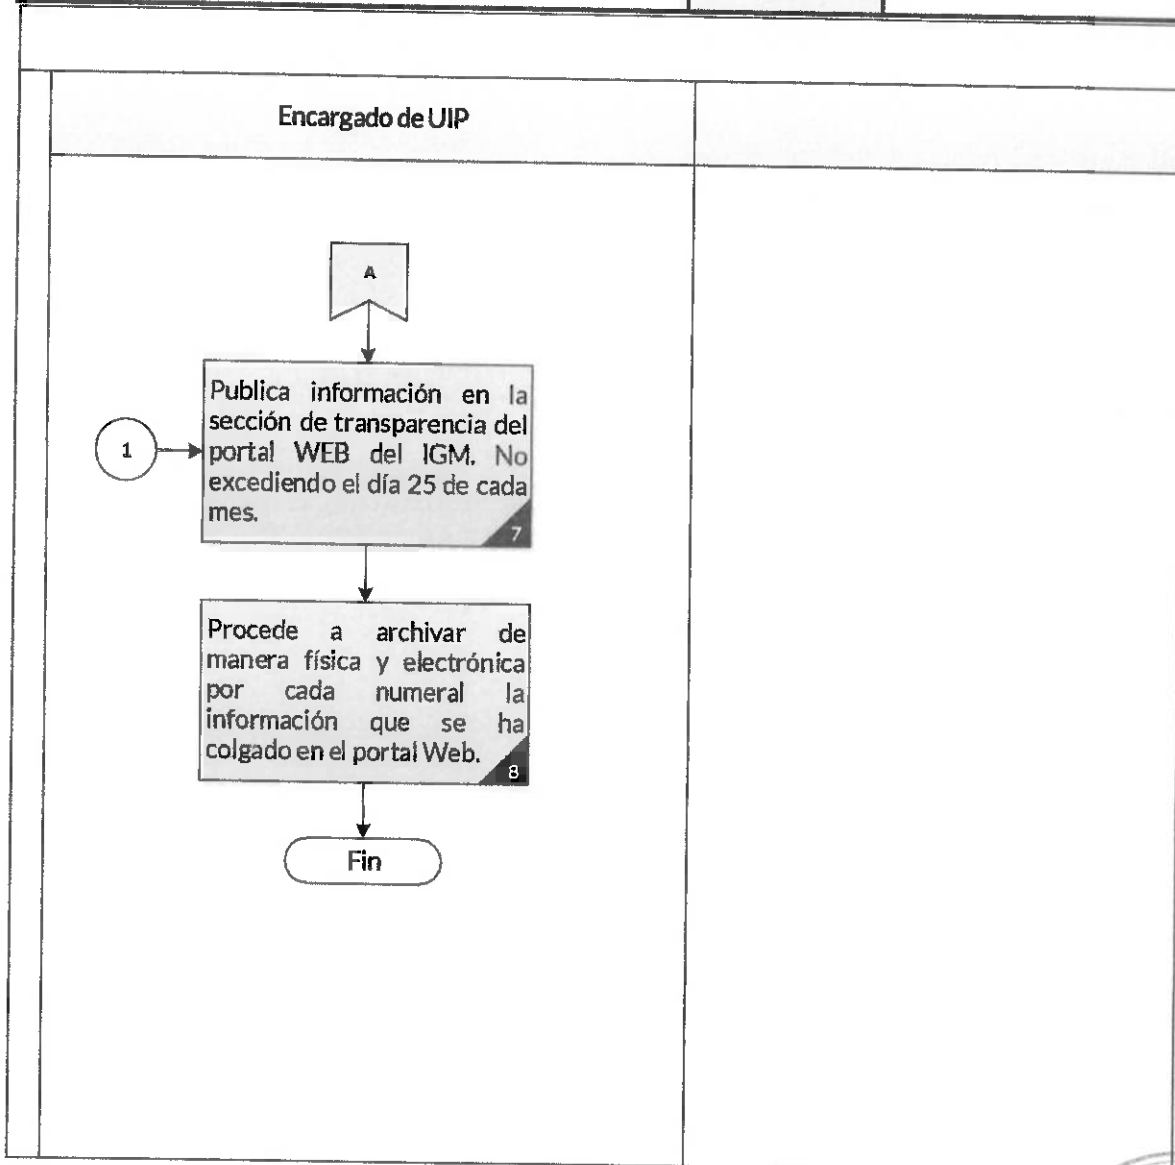 Encargado de UIP
A
Publica información en la
sección de transparencia del
portal WEB del IGM. No
excediendo el día 25 de cada
mes.
7
1
Procede a archivar de
manera física y electrónica
por cada numeral la
información que se ha
colgado en el portal Web.
8
Fin